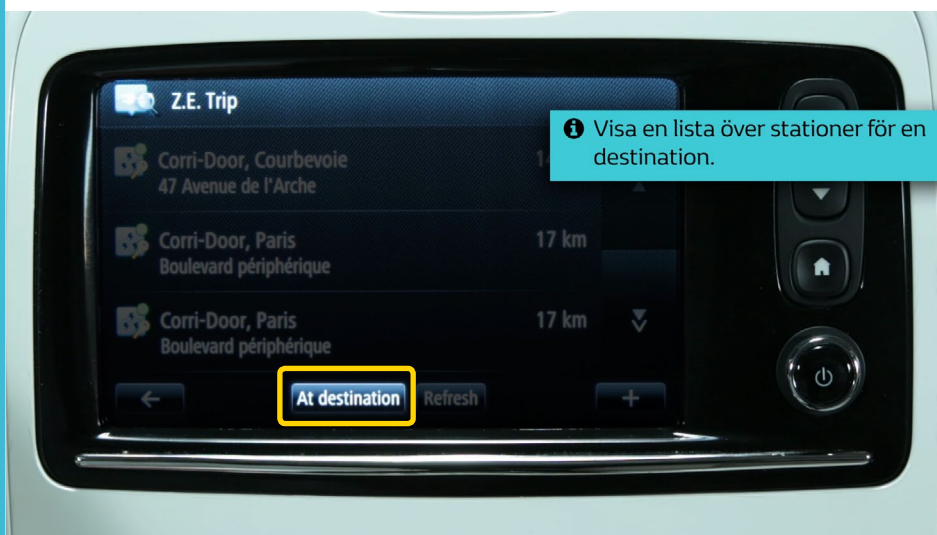 Z.E. Trip
Visa en lista över stationer för en
destination.
Corri-Door, Courbevoie
47 Avenue de l'Arche
Corri-Door, Paris
17 km
Boulevard périphérique
Corri-Door, Paris
17 km
Boulevard périphérique
At destination
Refresh